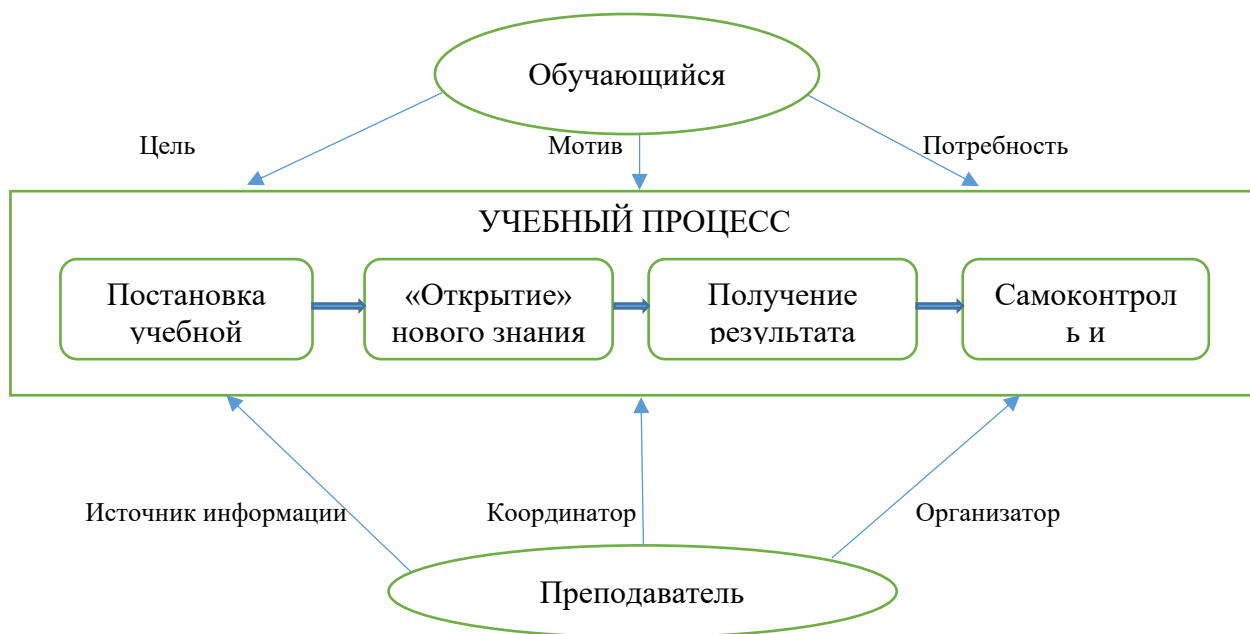 Обучающийся
Цель
Мотив
Потребность
УЧЕБНЫЙ ПРОЦЕСС
Постановка
учебной
«Открытие»
нового знания
Получение
результата
Самоконтрол
ь и
Источник информации
Координатор
Организатор
Преподаватель